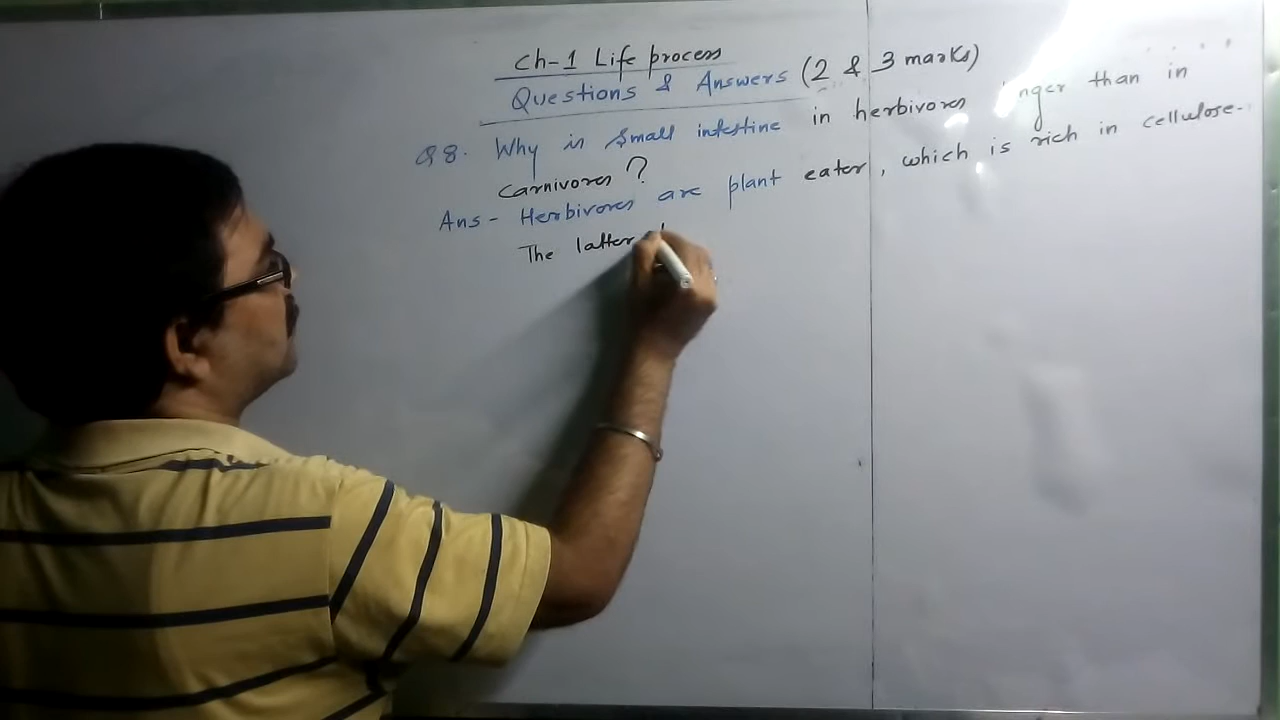 Ch-1 Life process
Questions & Answers (2 & 3 marks)
Q 8. Why is small intestine in herbivores nger than in
Carnivores ?
Ans - Herbivores are plant eater, which is rich in cellulose.
The latter